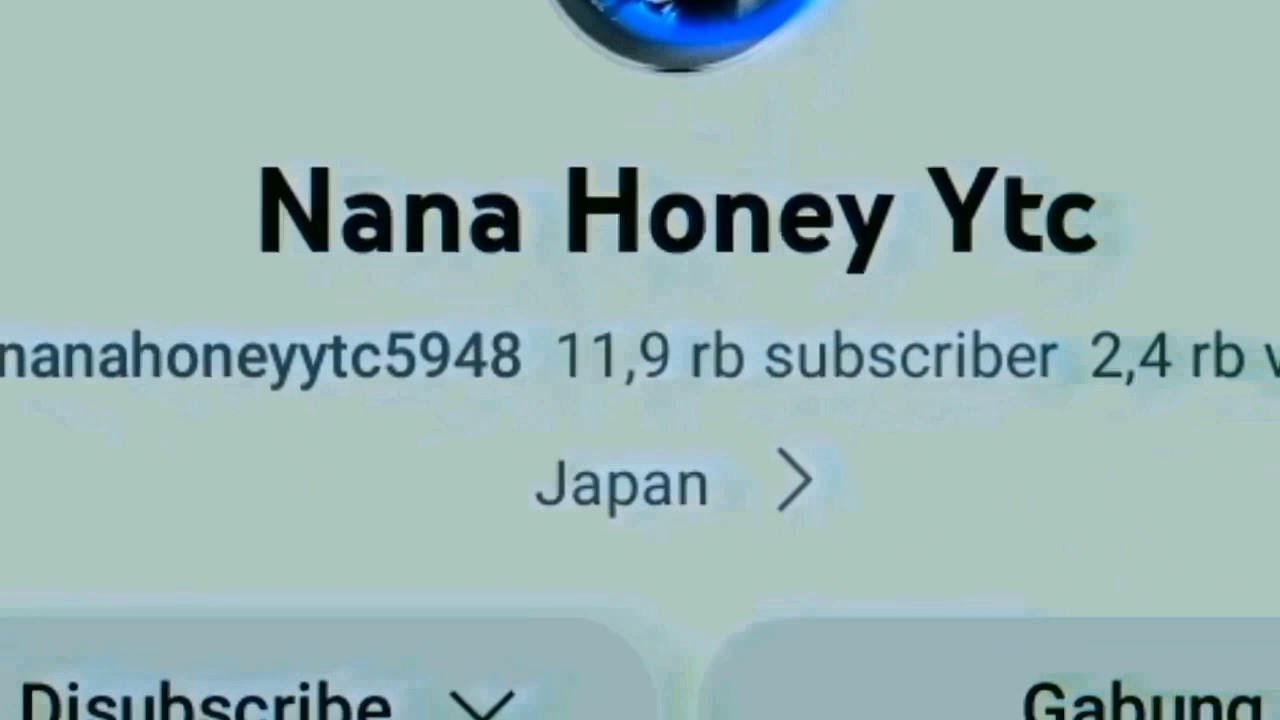 Nana Honey Ytc
nanahoneyytc5948 11,9 rb subscriber 2,4 rb
Japan
Disubscribe Gabung